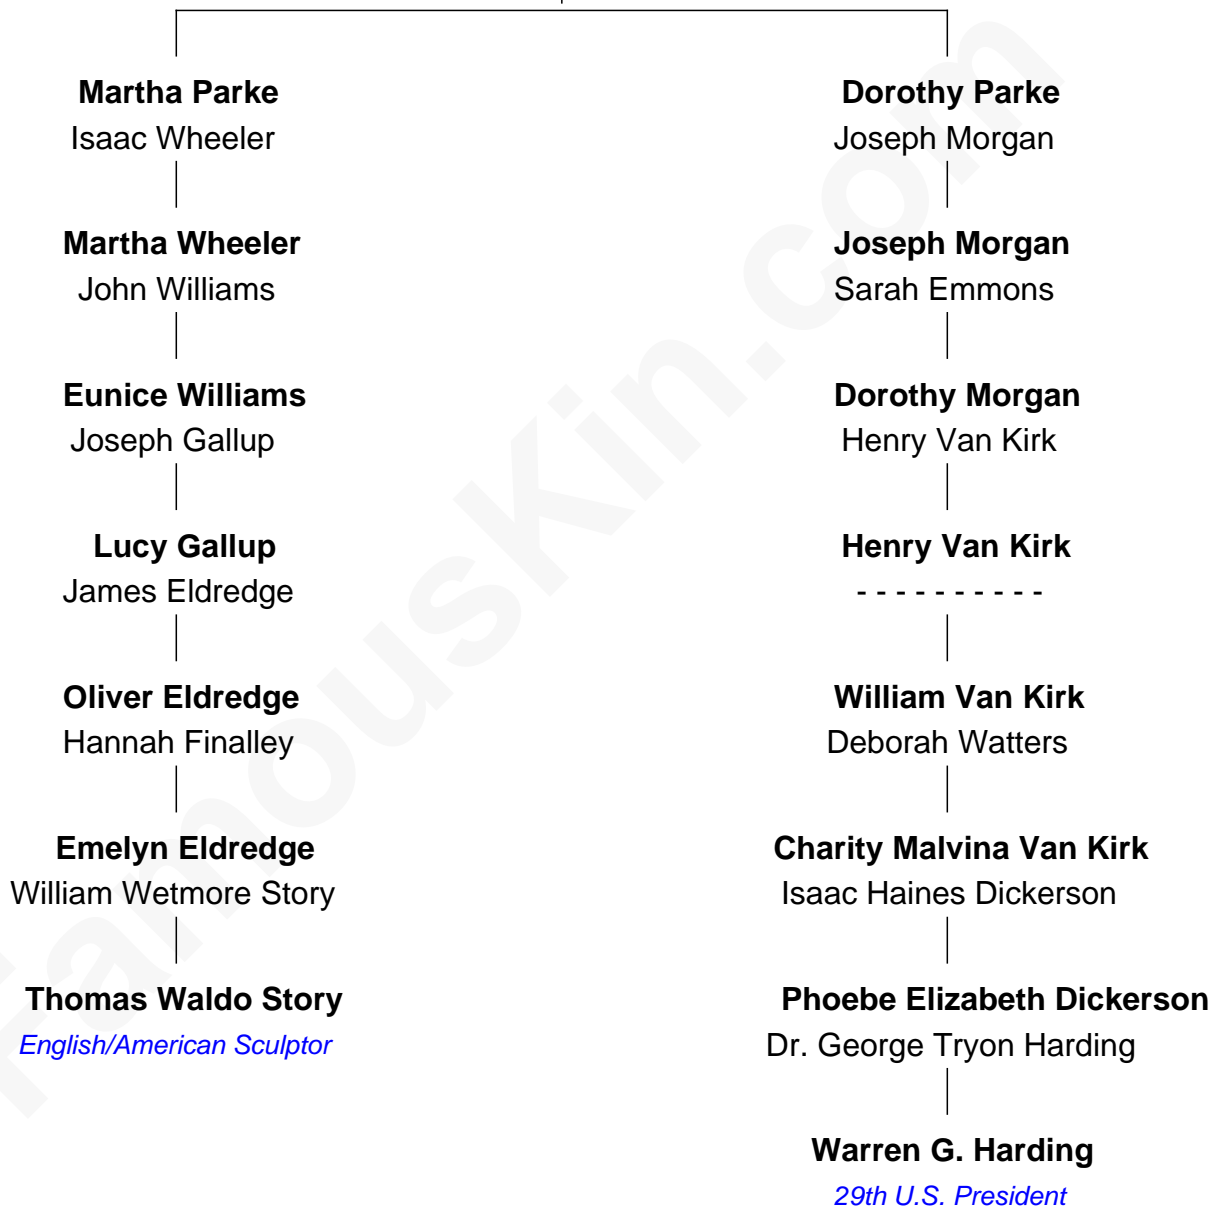 Martha Parke
Isaac Wheeler
Martha Wheeler
John Williams
Eunice Williams
Joseph Gallup
Lucy Gallup
James Eldredge
Oliver Eldredge
Hannah Finalley
Emelyn Eldredge
William Wetmore Story
Thomas Waldo Story
English/American Sculptor
Dorothy Parke
Joseph Morgan
Joseph Morgan
Sarah Emmons
Dorothy Morgan
Henry Van Kirk
Henry Van Kirk
- - - - - - - - - -
William Van Kirk
Deborah Watters
Charity Malvina Van Kirk
Isaac Haines Dickerson
Phoebe Elizabeth Dickerson
Dr. George Tryon Harding
Warren G. Harding
29th U.S. President
FamousKin.com